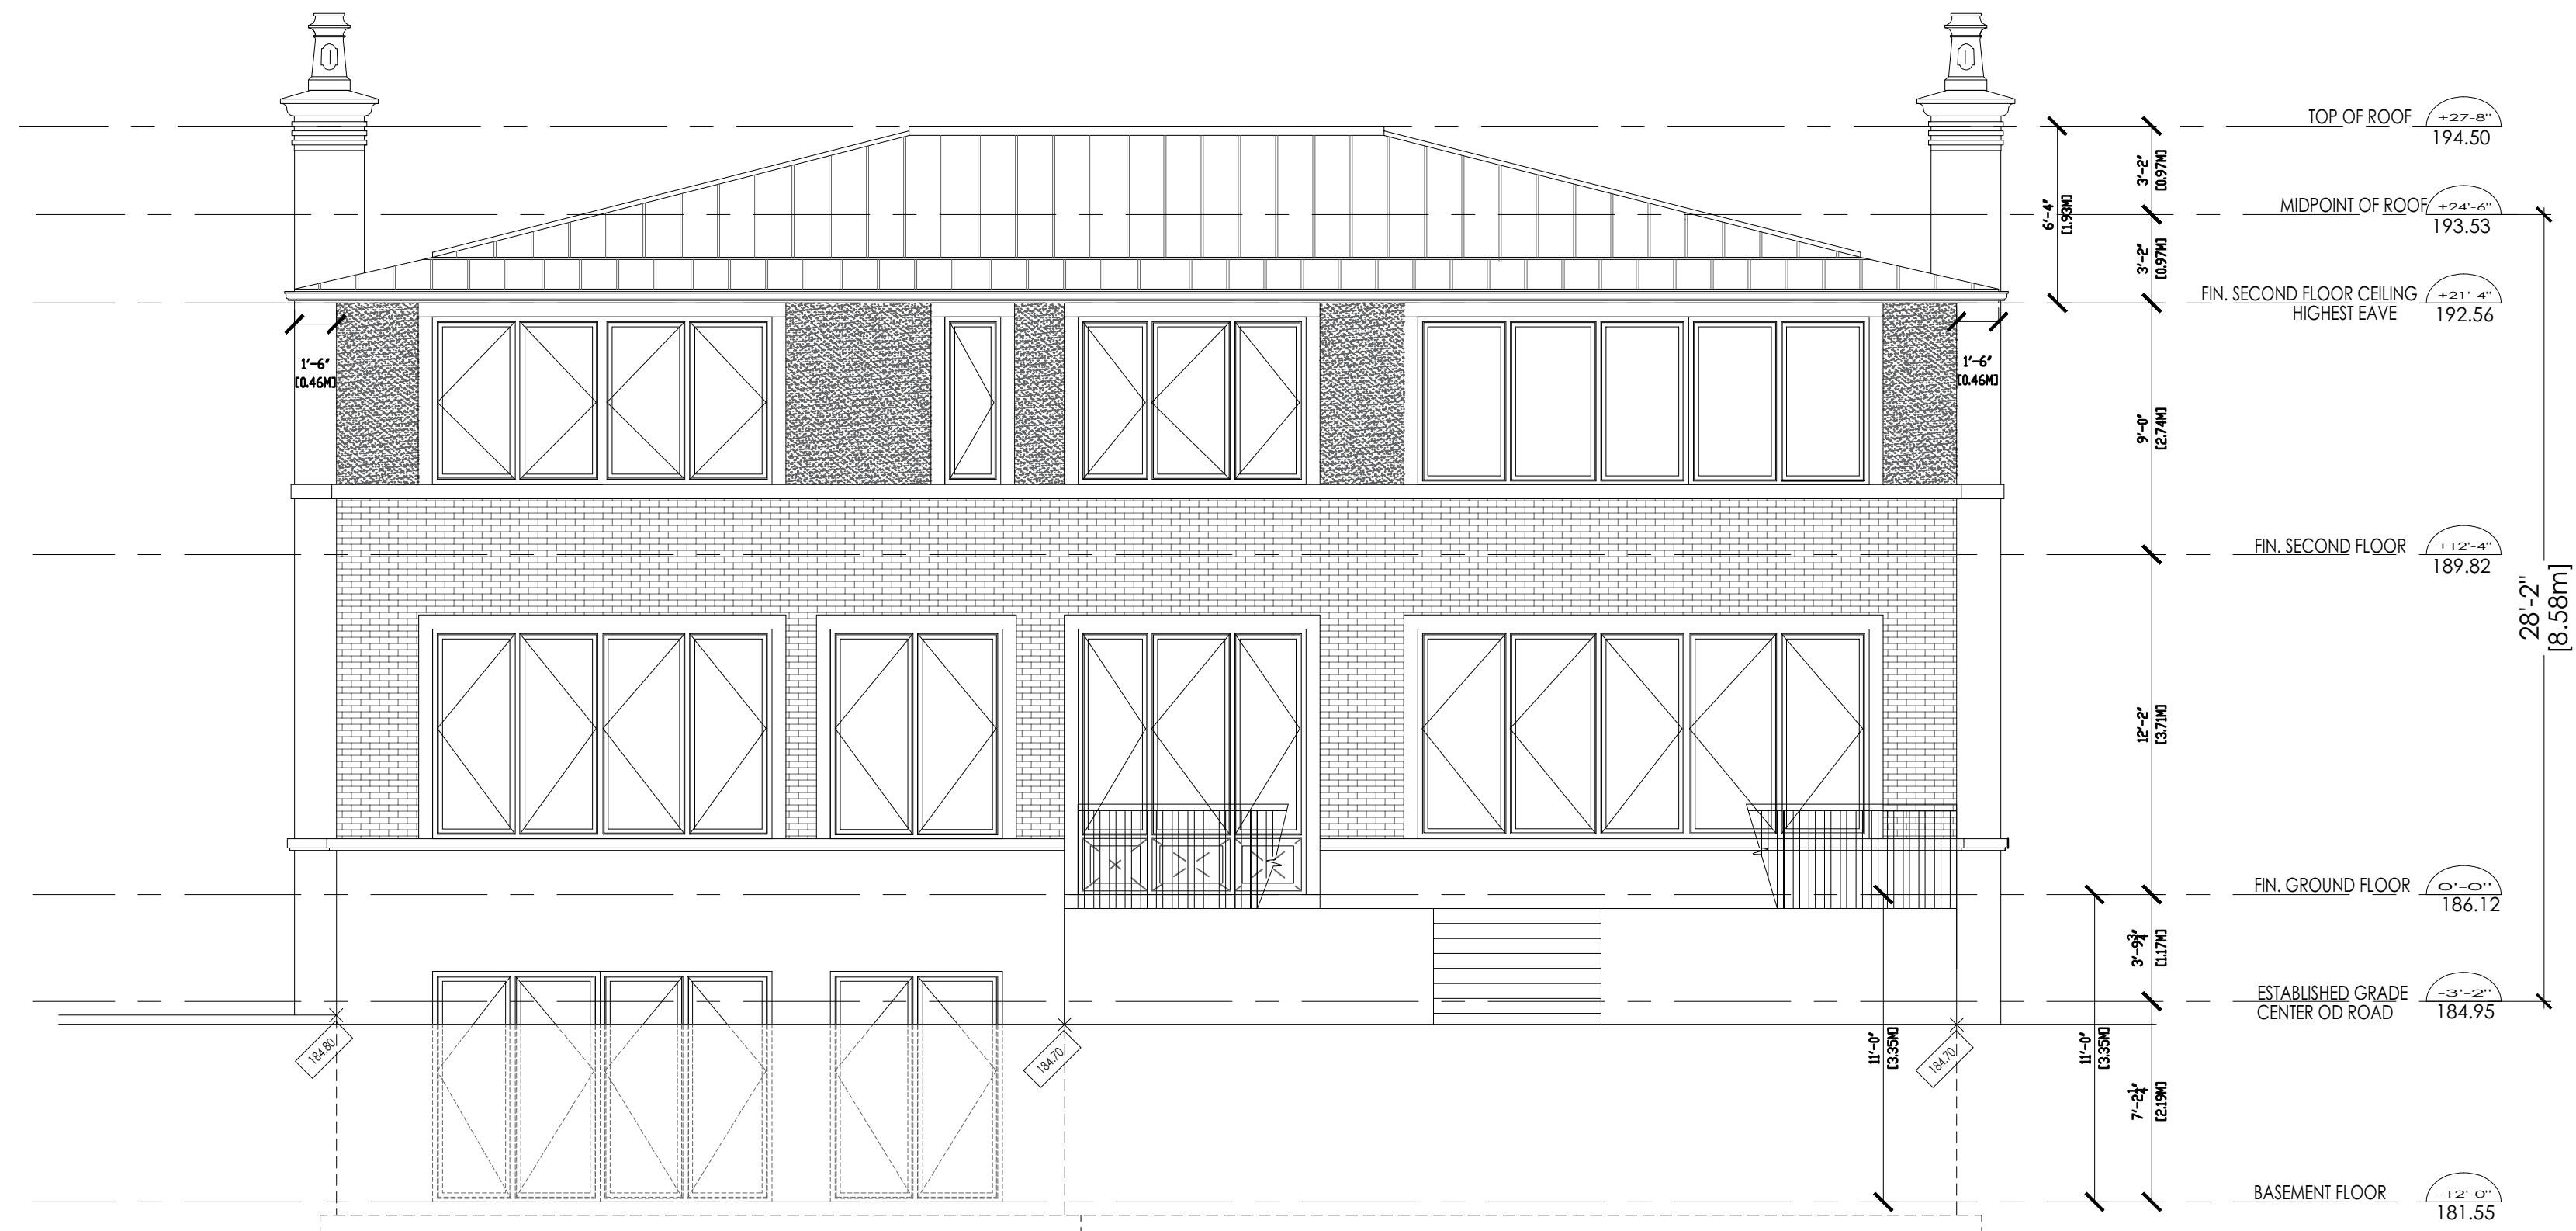 TOP OF ROOF +27-8"
194.50
3'-2"
[0.97M]
6'-4"
[1.93M]
MIDPOINT OF ROOF +24'-6"
193.53
3'-2"
[0.97M]
FIN. SECOND FLOOR CEILING +21'-4"
HIGHEST EAVE 192.56
1'-6"
[0.46M]
1'-6"
[0.46M]
9'-0"
[2.74M]
FIN. SECOND FLOOR +12'-4"
189.82
28'-2"
[8.58m]
12'-2"
[3.71M]
FIN. GROUND FLOOR 0'-0"
186.12
3'-9 3/4"
[1.17M]
ESTABLISHED GRADE -3'-2"
CENTER OD ROAD 184.95
184.80
184.70
184.70
11'-0"
[3.35M]
11'-0"
[3.35M]
7'-2 1/4"
[2.19M]
BASEMENT FLOOR -12'-0"
181.55